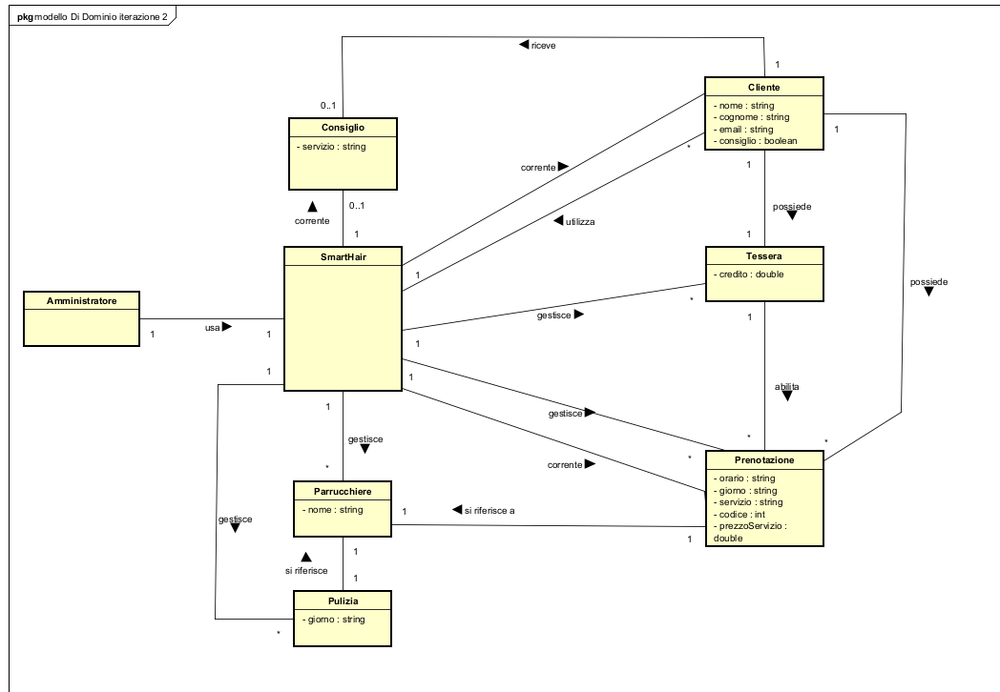 pkg modello Di Dominio iterazione 2
riceve
1
0..1
Cliente
- nome : string
- cognome : string
- email : string
- consiglio : boolean
1
*
1
Consiglio
- servizio : string
corrente
0..1
1
corrente
utilizza
possiede
1
SmartHair
1
Tessera
- credito : double
*
1
possiede
Amministratore
1
usa
1
gestisce
1
1
1
1
gestisce
corrente
abilita
*
*
*
gestisce
*
Prenotazione
- orario : string
- giorno : string
- servizio : string
- codice : int
- prezzoServizio :
double
Parrucchiere
- nome : string
1
si riferisce a
1
gestisce
1
si riferisce
1
Pulizia
- giorno : string
*